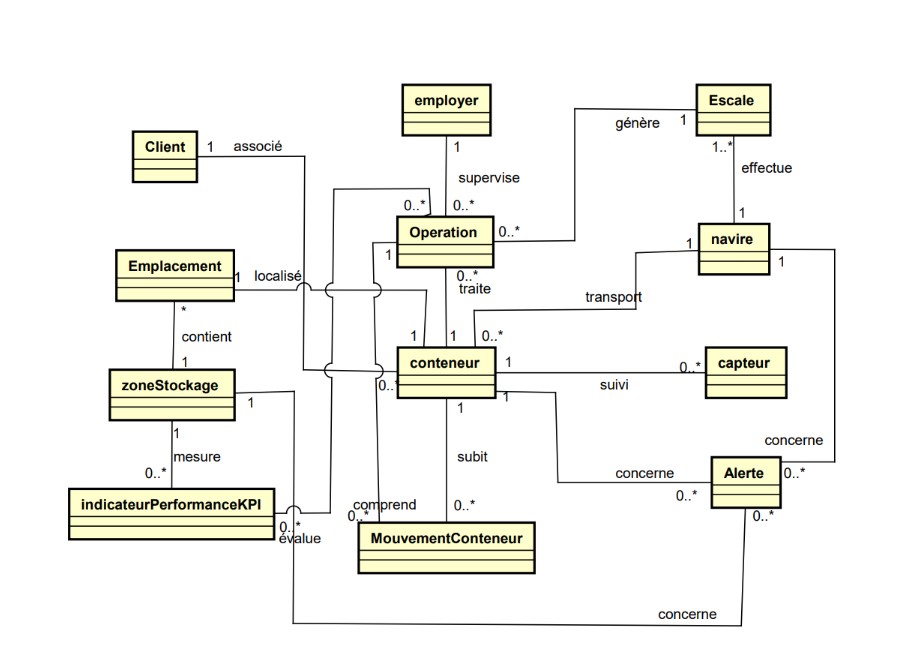 employer
Escale
1
génère
1
Client
1
associé
1..*
supervise
effectue
0..*
0..*
1
Operation
0..*
navire
1
1
1
Emplacement
1
localisé
0..*
traite
transport
*
contient
1
1
0..*
1
conteneur
1
capteur
0..*
zoneStockage
0..*
suivi
1
1
1
1
mesure
concerne
subit
0..*
concerne
Alerte
0..*
0..*
indicateurPerformanceKPI
comprend
0..*
0..*
0..*
0..*
évalue
MouvementConteneur
concerne